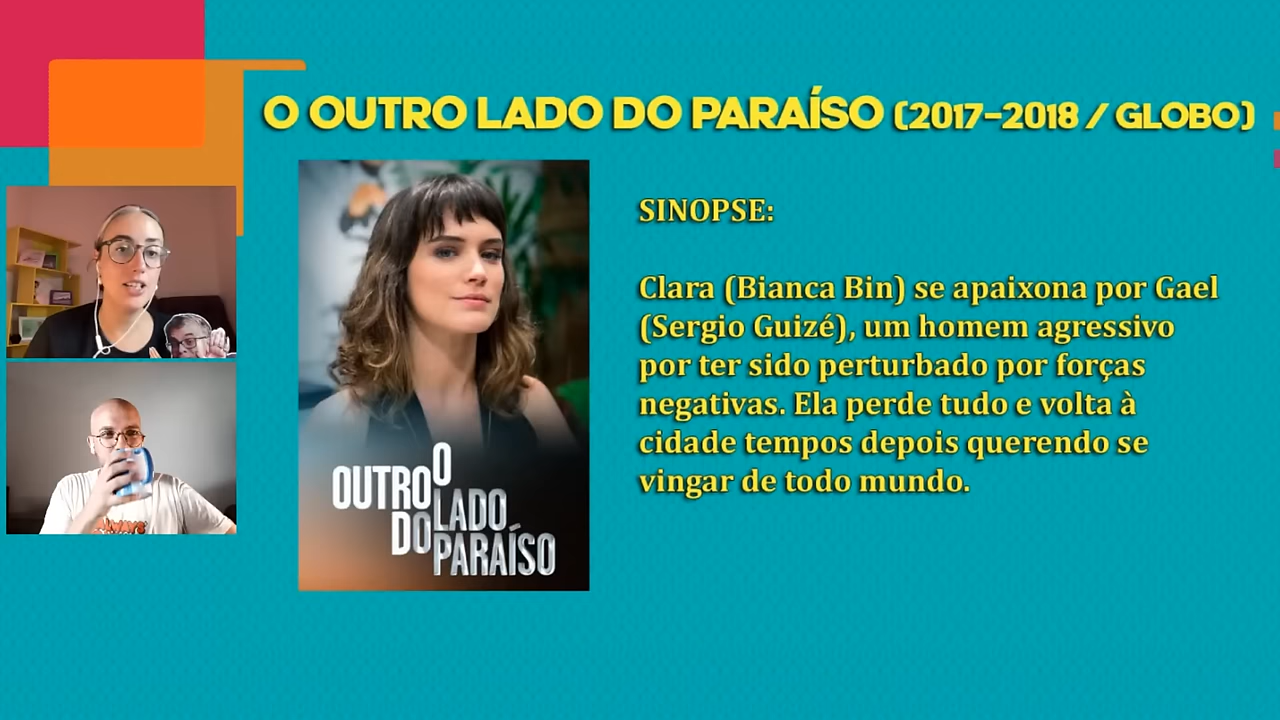 O OUTRO LADO DO PARAÍSO (2017-2018 / GLOBO)
SINOPSE:
Clara (Bianca Bin) se apaixona por Gael
(Sergio Guizé), um homem agressivo
por ter sido perturbado por forças
negativas. Ela perde tudo e volta à
cidade tempos depois querendo se
vingar de todo mundo.
O
OUTRO
LADO
DO
PARAÍSO
ALWAYS